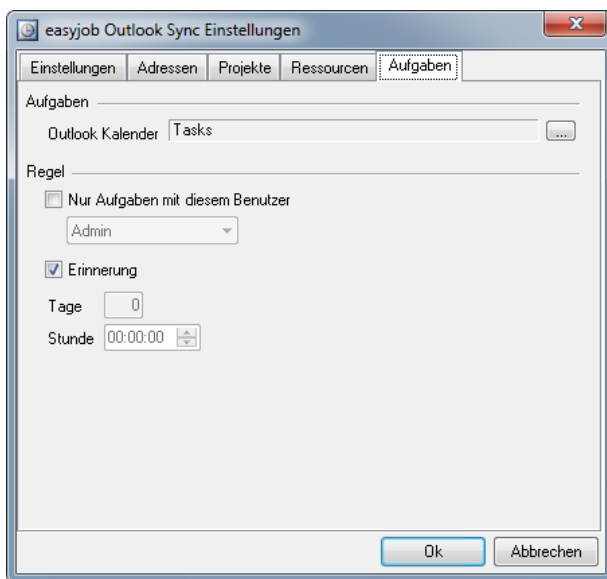 easyjob Outlook Sync Einstellungen
Einstellungen Adressen Projekte Ressourcen Aufgaben
Aufgaben
Outlook Kalender Tasks ...
Regel
Nur Aufgaben mit diesem Benutzer
Admin
Erinnerung
Tage 0
Stunde 00:00:00
Ok Abbrechen